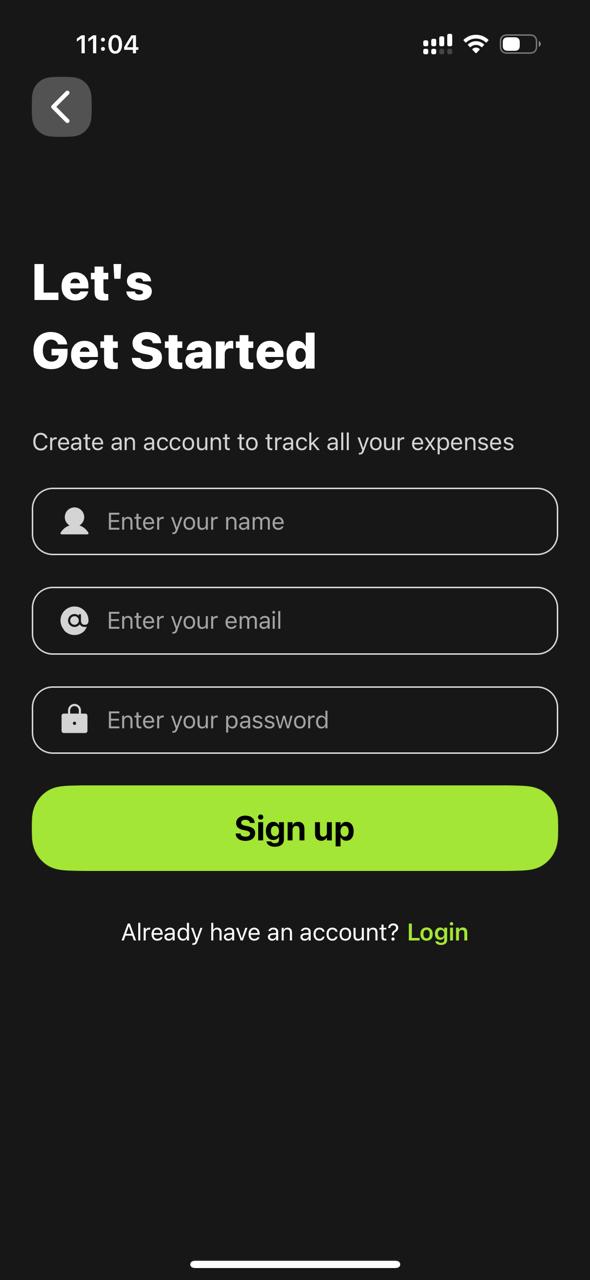 11:04
Let's
Get Started
Create an account to track all your expenses
Enter your name
Enter your email
Enter your password
Sign up
Already have an account? Login